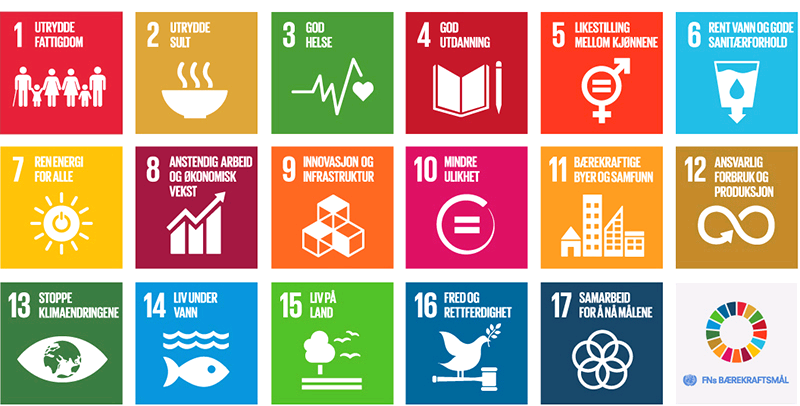 1 UTRYDDE
FATTIGDOM
2 UTRYDDE
SULT
3 GOD
HELSE
4 GOD
UTDANNING
5 LIKESTILLING
MELLOM KJØNNENE
6 RENT VANN OG GODE
SANITÆRFORHOLD
7 REN ENERGI
FOR ALLE
8 ANSTENDIG ARBEID
OG ØKONOMISK
VEKST
9 INNOVASJON OG
INFRASTRUKTUR
10 MINDRE
ULIKHET
11 BÆREKRAFTIGE
BYER OG SAMFUNN
12 ANSVARLIG
FORBRUK OG
PRODUKSJON
13 STOPPE
KLIMAENDRINGENE
14 LIV UNDER
VANN
15 LIV PÅ
LAND
16 FRED OG
RETTFERDIGHET
17 SAMARBEID
FOR Å NÅ MÅLENE
FNs BÆREKRAFTSMÅL